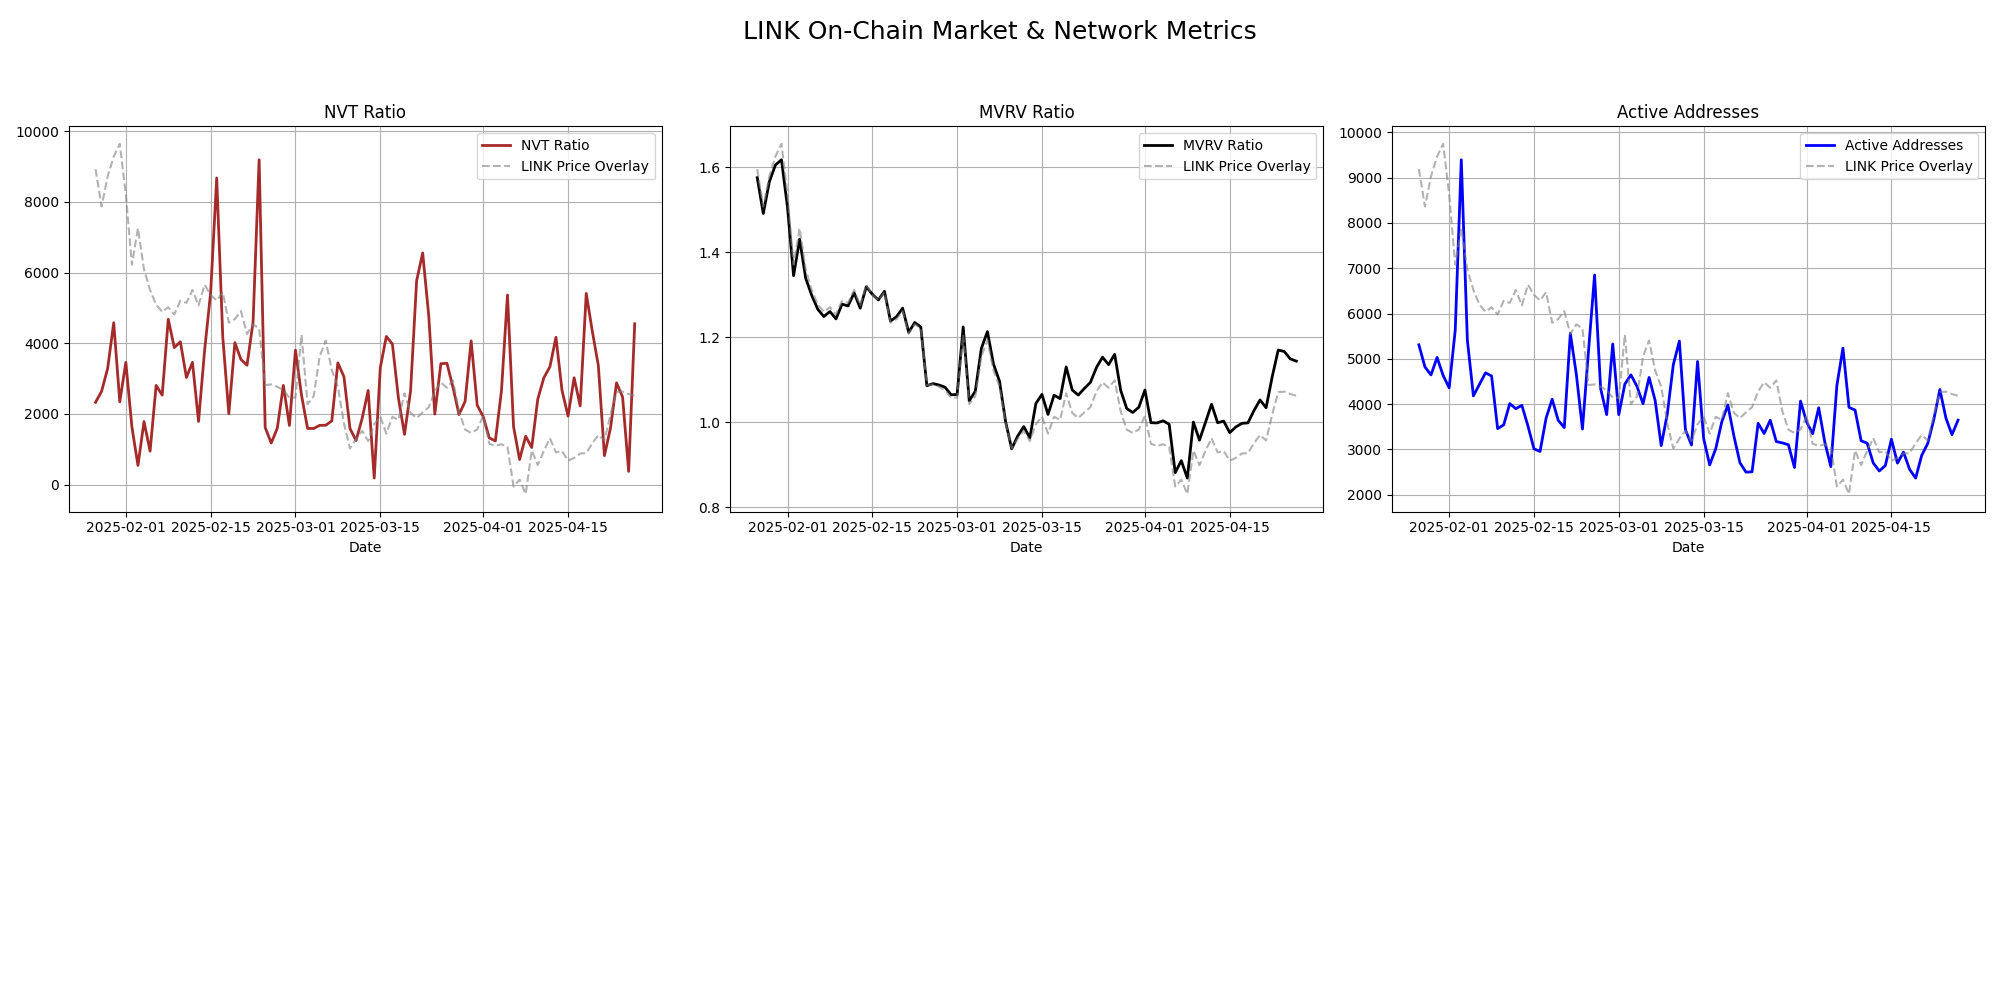 LINK On-Chain Market & Network Metrics
NVT Ratio
10000
8000
6000
4000
2000
0
NVT Ratio
LINK Price Overlay
2025-02-01 2025-02-15 2025-03-01 2025-03-15 2025-04-01 2025-04-15
Date
MVRV Ratio
1.6
1.4
1.2
1.0
0.8
MVRV Ratio
LINK Price Overlay
2025-02-01 2025-02-15 2025-03-01 2025-03-15 2025-04-01 2025-04-15
Date
Active Addresses
10000
9000
8000
7000
6000
5000
4000
3000
2000
Active Addresses
LINK Price Overlay
2025-02-01 2025-02-15 2025-03-01 2025-03-15 2025-04-01 2025-04-15
Date